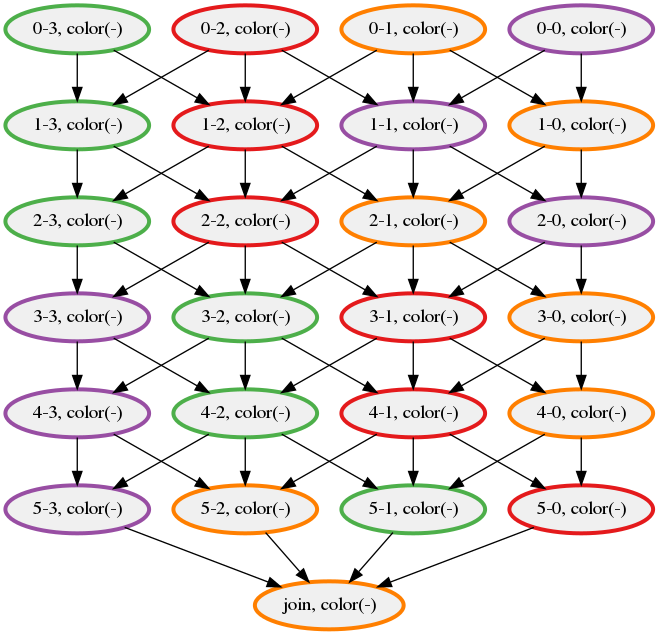 0-3, color(-)
0-2, color(-)
0-1, color(-)
0-0, color(-)
1-3, color(-)
1-2, color(-)
1-1, color(-)
1-0, color(-)
2-3, color(-)
2-2, color(-)
2-1, color(-)
2-0, color(-)
3-3, color(-)
3-2, color(-)
3-1, color(-)
3-0, color(-)
4-3, color(-)
4-2, color(-)
4-1, color(-)
4-0, color(-)
5-3, color(-)
5-2, color(-)
5-1, color(-)
5-0, color(-)
join, color(-)